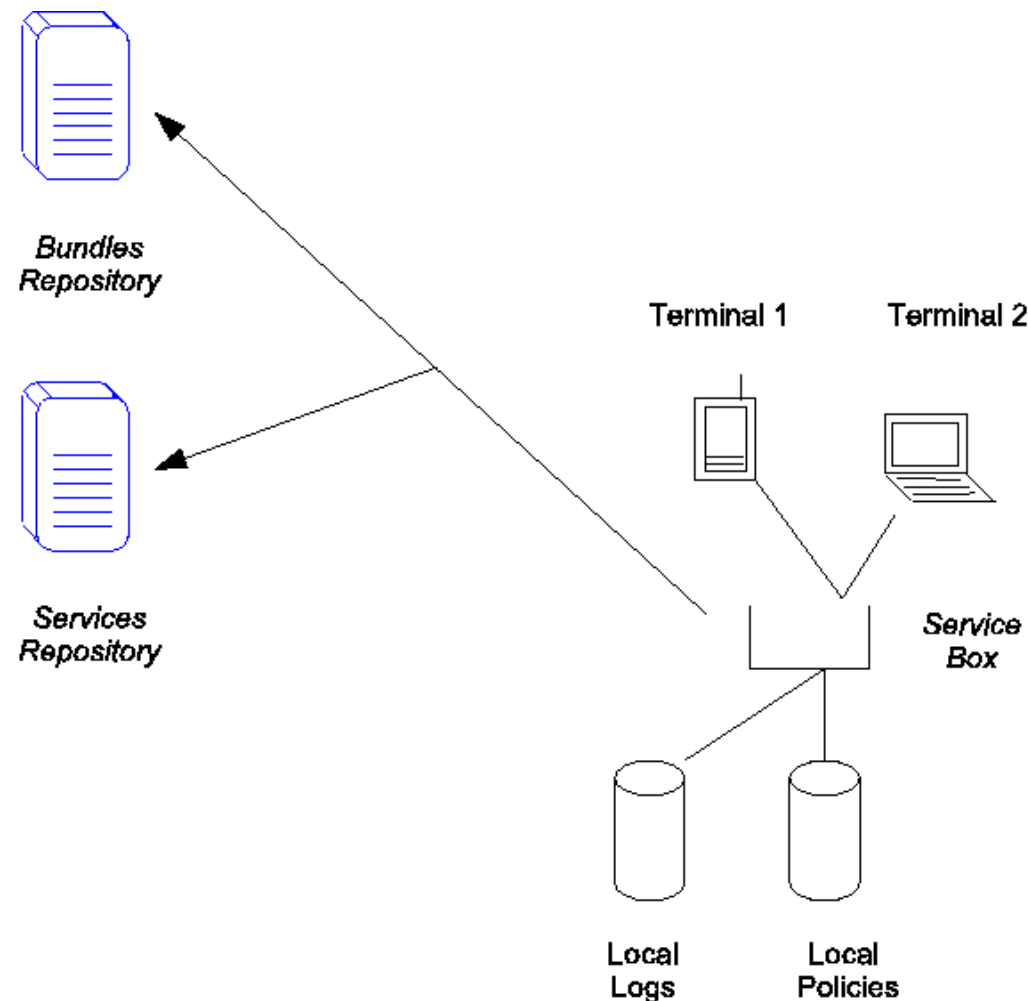 Bundles
Repository
Terminal 1
Terminal 2
Services
Repository
Service
Box
Local
Logs
Local
Policies